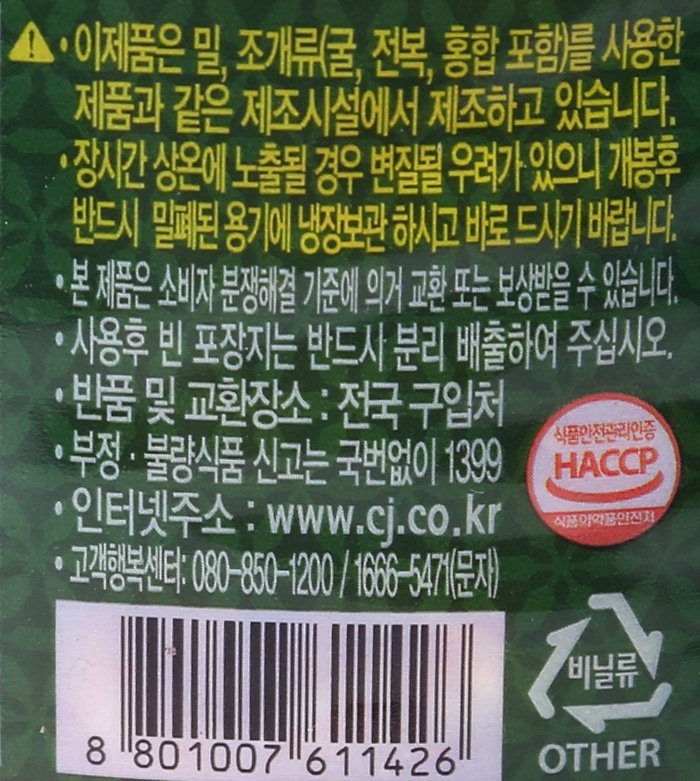 · 이제품은 밀, 조개류(굴, 전복, 홍합 포함)를 사용한
제품과 같은 제조시설에서 제조하고 있습니다.
· 장시간 상온에 노출될 경우 변질될 우려가 있으니 개봉후
반드시 밀폐된 용기에 냉장보관 하시고 바로 드시기 바랍니다.
· 본 제품은 소비자 분쟁해결 기준에 의거 교환 또는 보상받을 수 있습니다.
· 사용후 빈 포장지는 반드시 분리 배출하여 주십시오.
· 반품 및 교환장소 : 전국 구입처
· 부정 · 불량식품 신고는 국번없이 1399
· 인터넷주소 : www.cj.co.kr
· 고객행복센터: 080-850-1200 / 1666-5471(문자)
식품안전관리인증
HACCP
식품의약품안전처
8 801007 611426
비닐류
OTHER